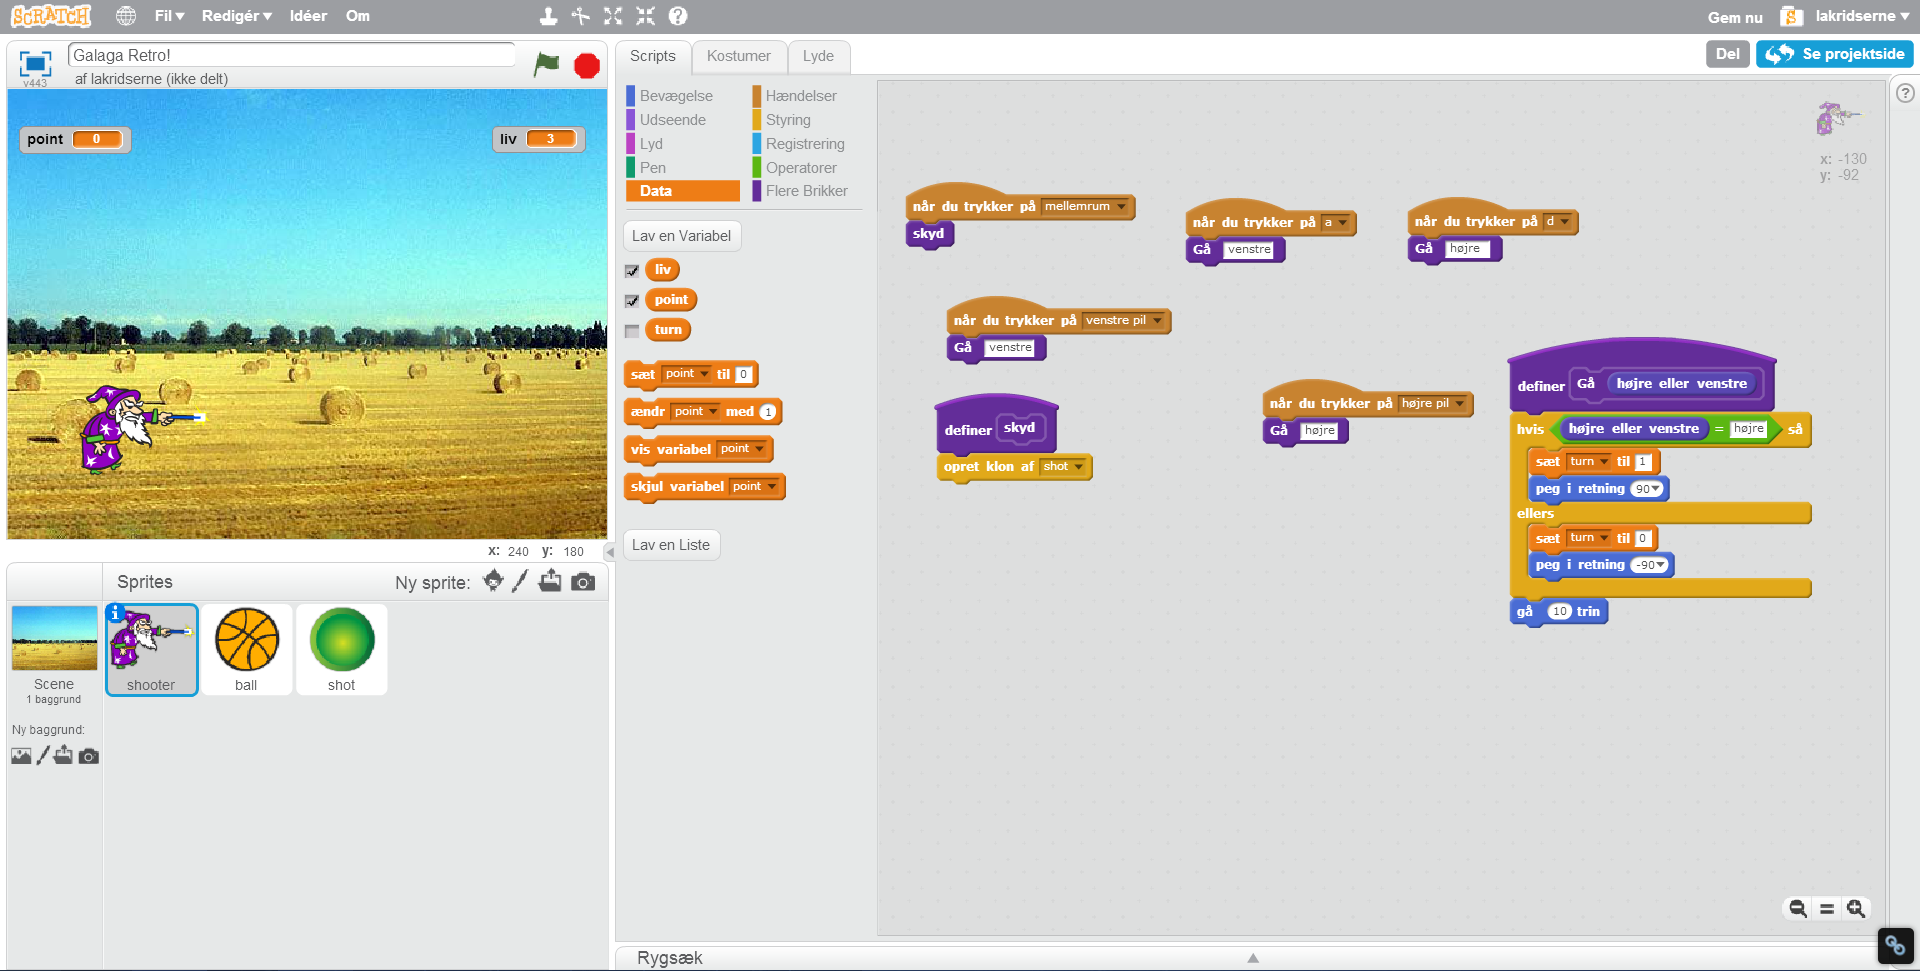 SCRATCH
Fil▾ Redigér▾ Idéer Om
Gem nu lakridserne ▾
v443
Galaga Retro!
af lakridserne (ikke delt)
Scripts Kostumer Lyde
Del Se projektside
point 0
liv 3
x: 240 y: 180
Sprites Ny sprite:
Scene
1 baggrund
Ny baggrund:
shooter
ball
shot
Bevægelse Hændelser
Udseende Styring
Lyd Registrering
Pen Operatorer
Data Flere Brikker
Lav en Variabel
liv
point
turn
sæt point til 0
ændr point med 1
vis variabel point
skjul variabel point
Lav en Liste
x: -130
y: -92
når du trykker på mellemrum
skyd
når du trykker på a
Gå venstre
når du trykker på d
Gå højre
når du trykker på venstre pil
Gå venstre
definer skyd
opret klon af shot
når du trykker på højre pil
Gå højre
definer Gå højre eller venstre
hvis højre eller venstre = højre så
sæt turn til 1
peg i retning 90▾
ellers
sæt turn til 0
peg i retning -90▾
gå 10 trin
Rygsæk